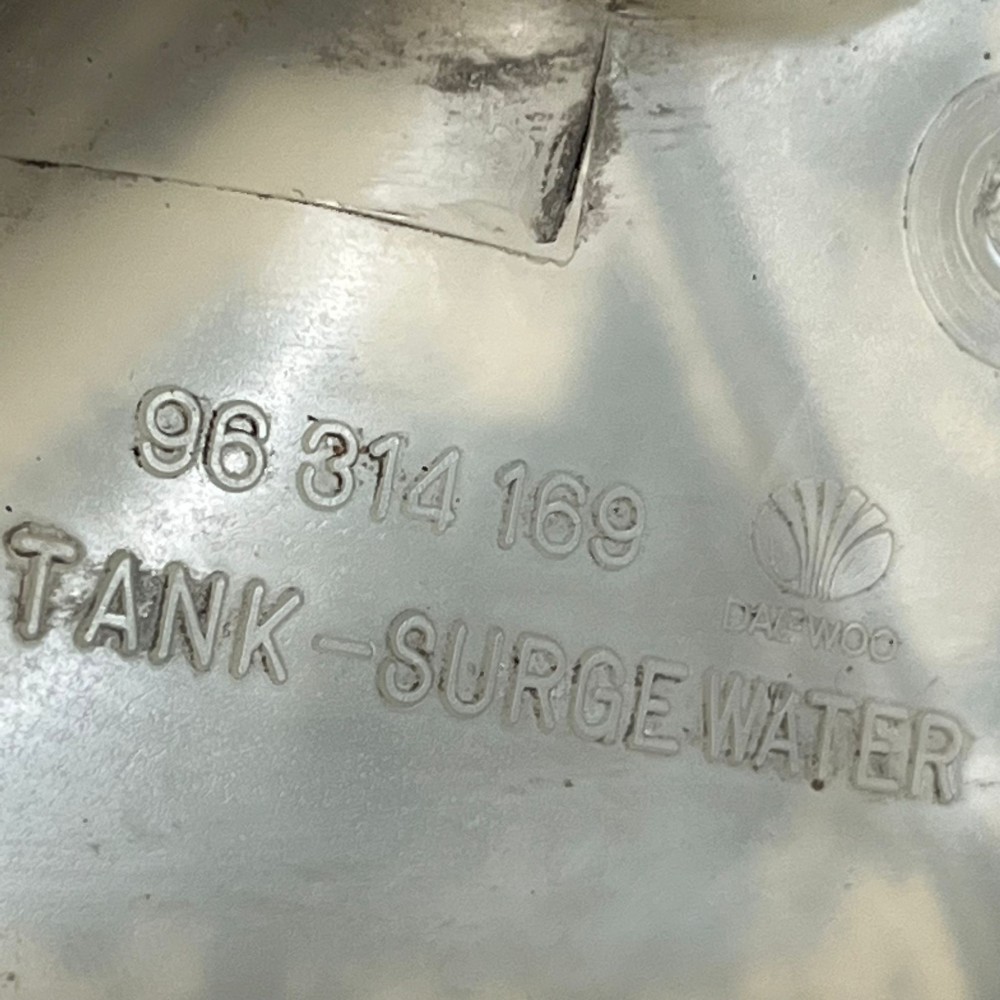 96 314 169
DAEWOO
TANK-SURGE WATER